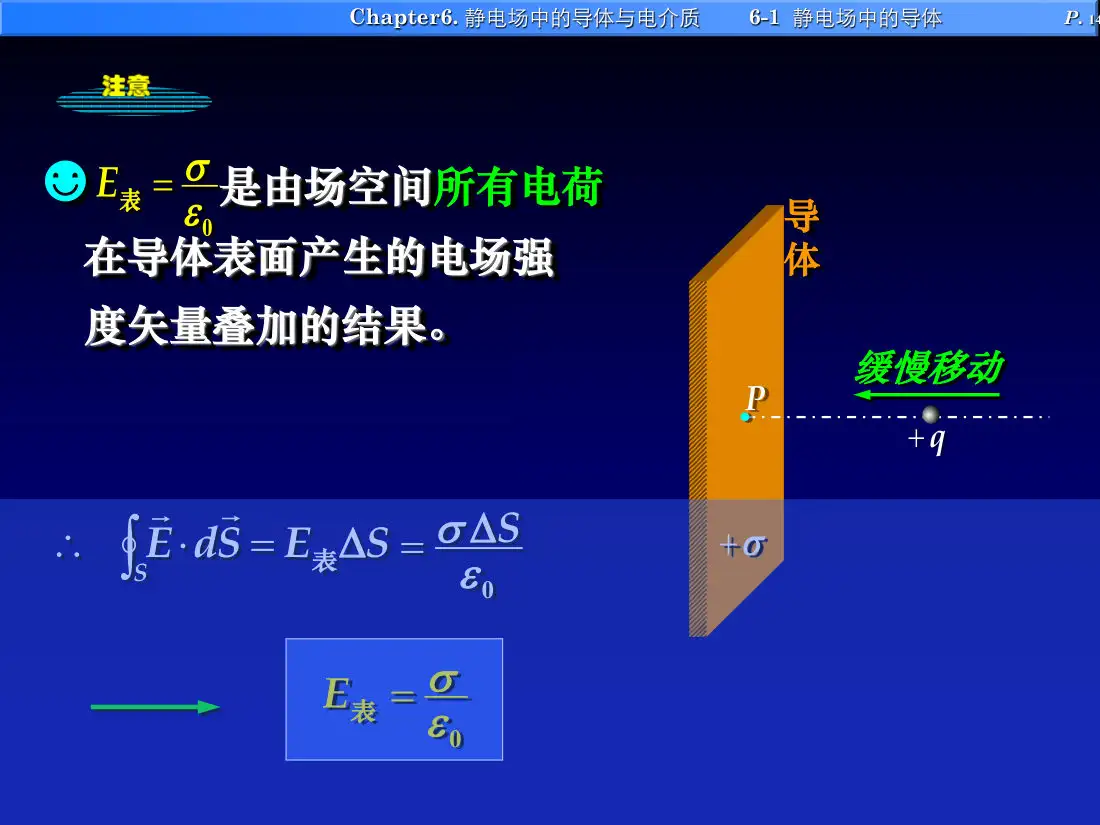 Chapter6. 静电场中的导体与电介质 6-1 静电场中的导体 P. 14
注意
E表 = σ/ε0 是由场空间所有电荷
在导体表面产生的电场强
度矢量叠加的结果。
导
体
缓慢移动
P
+q
∴ ∮S E⃗·dS⃗ = E表ΔS = σΔS/ε0
+σ
E表 = σ/ε0